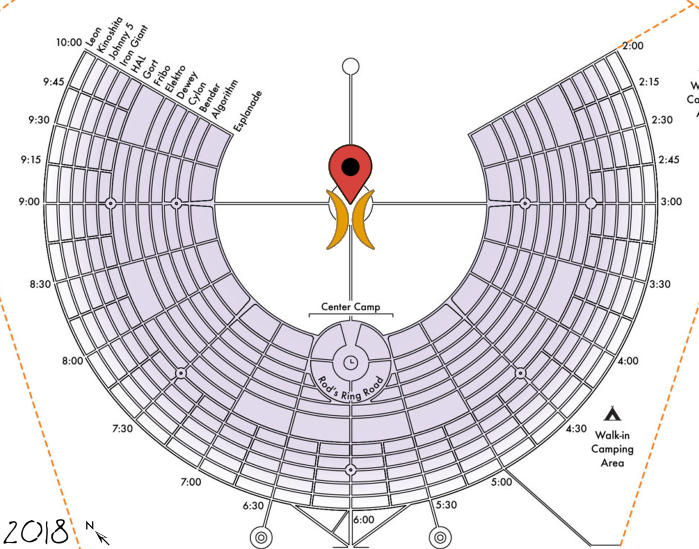 10:00
9:45
9:30
9:15
9:00
8:30
8:00
7:30
7:00
6:30
6:00
5:30
5:00
4:30
4:00
3:30
3:00
2:45
2:30
2:15
2:00
Leon
Kinoshita
Johnny 5
Iron Giant
HAL
Gort
Fribo
Elektro
Dewey
Cylon
Bender
Algorithm
Esplanade
Center Camp
Rod's Ring Road
Walk-in
Camping
Area
W
Ca
A
2018
N